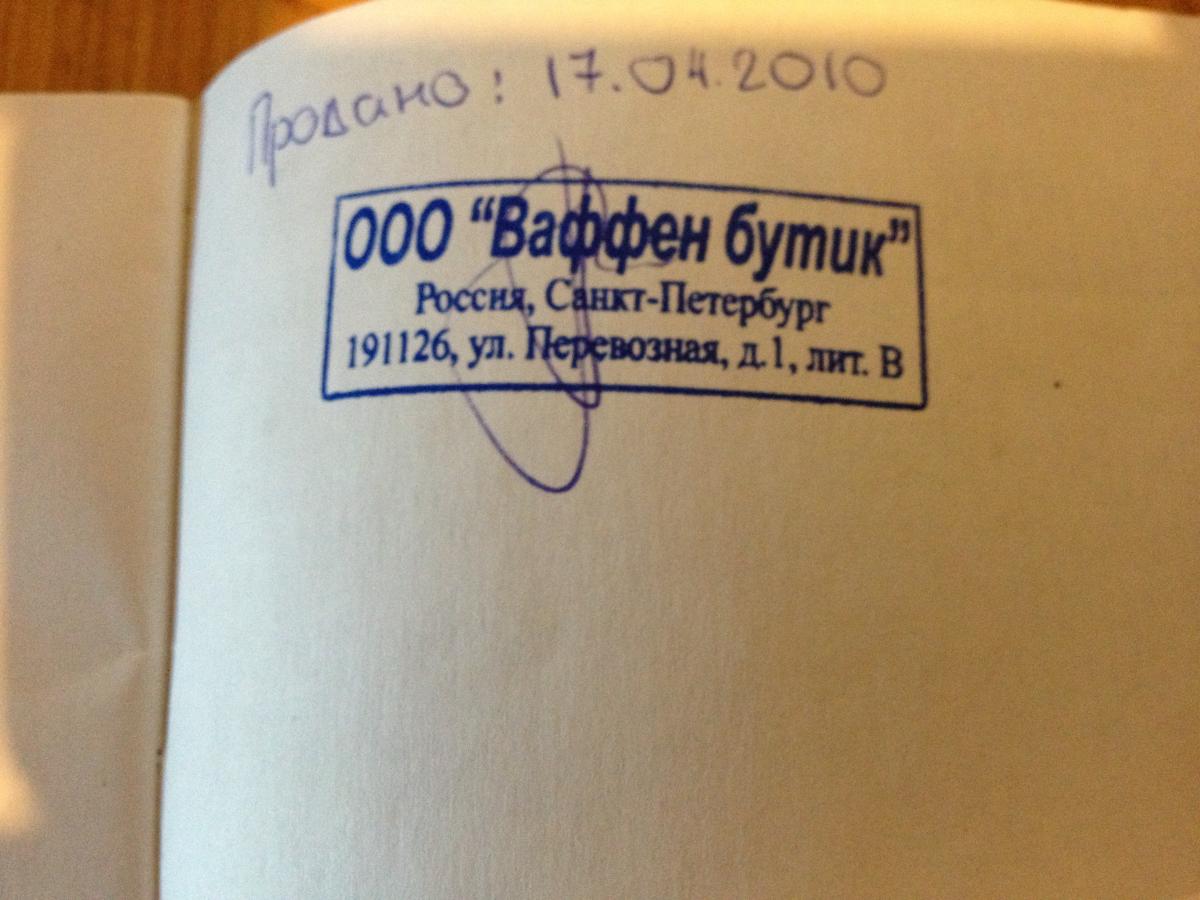 Продано: 17.04.2010
ООО “Ваффен бутик”
Россия, Санкт-Петербург
191126, ул. Перевозная, д.1, лит. В